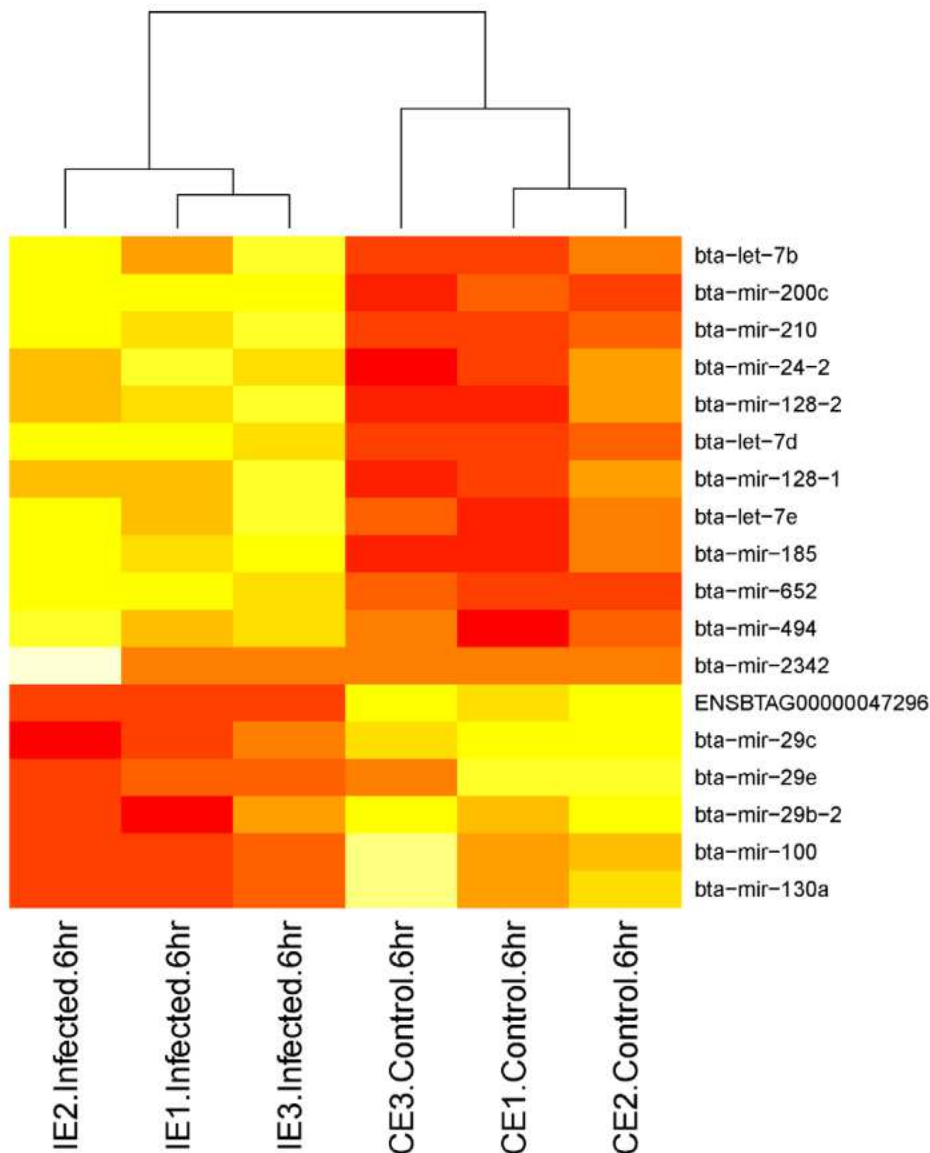 bta-let-7b
bta-mir-200c
bta-mir-210
bta-mir-24-2
bta-mir-128-2
bta-let-7d
bta-mir-128-1
bta-let-7e
bta-mir-185
bta-mir-652
bta-mir-494
bta-mir-2342
ENSBTAG00000047296
bta-mir-29c
bta-mir-29e
bta-mir-29b-2
bta-mir-100
bta-mir-130a
IE2.Infected.6hr
IE1.Infected.6hr
IE3.Infected.6hr
CE3.Control.6hr
CE1.Control.6hr
CE2.Control.6hr